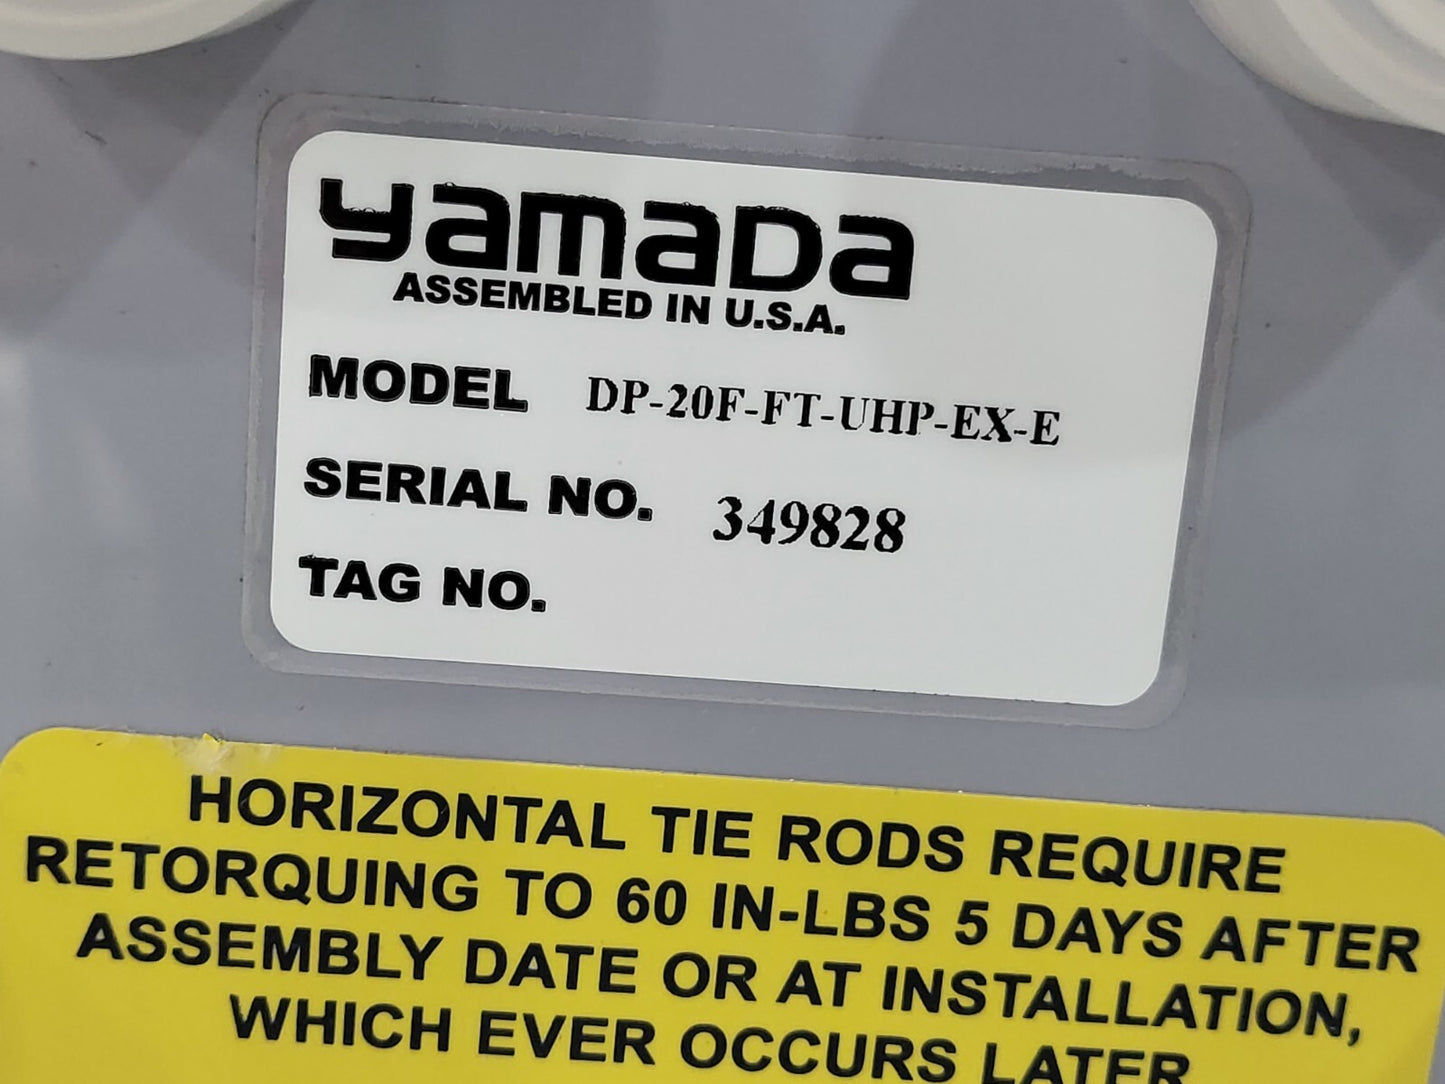 yamada
ASSEMBLED IN U.S.A.
MODEL DP-20F-FT-UHP-EX-E
SERIAL NO. 349828
TAG NO.
HORIZONTAL TIE RODS REQUIRE
RETORQUING TO 60 IN-LBS 5 DAYS AFTER
ASSEMBLY DATE OR AT INSTALLATION,
WHICH EVER OCCURS LATER